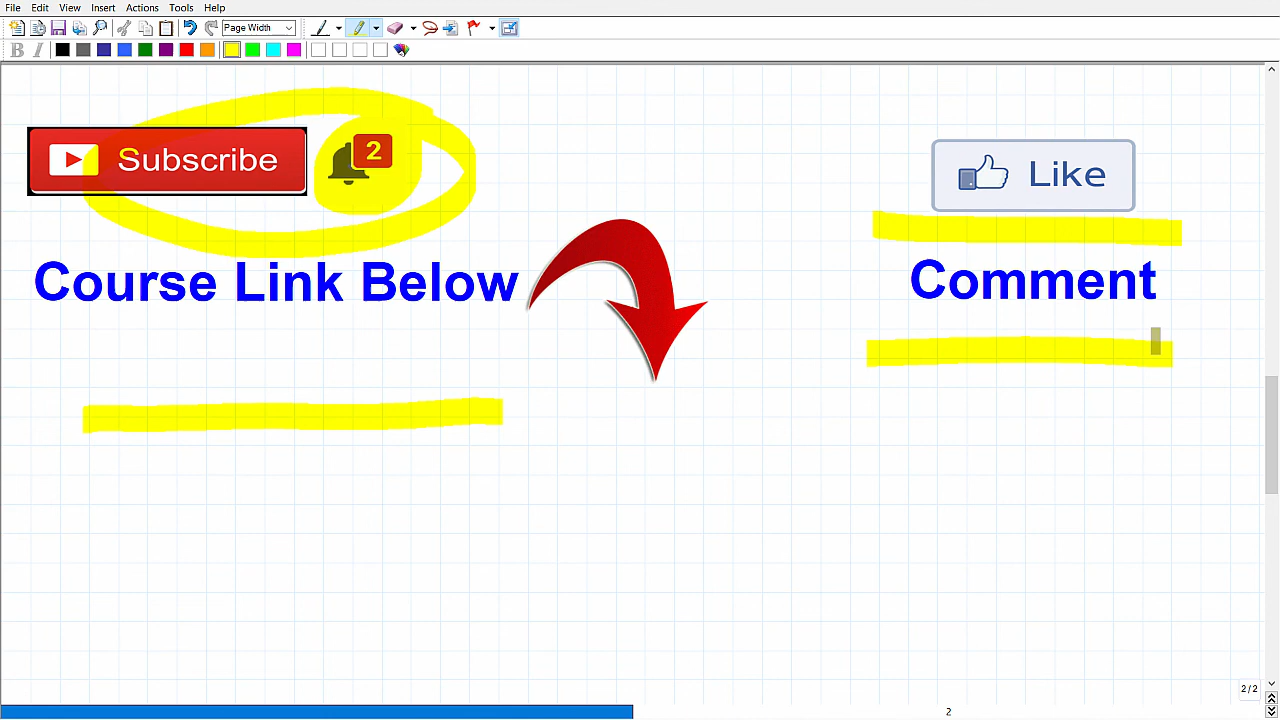 File Edit View Insert Actions Tools Help
Page Width
B I
Subscribe
2
Like
Course Link Below
Comment
2/2
2